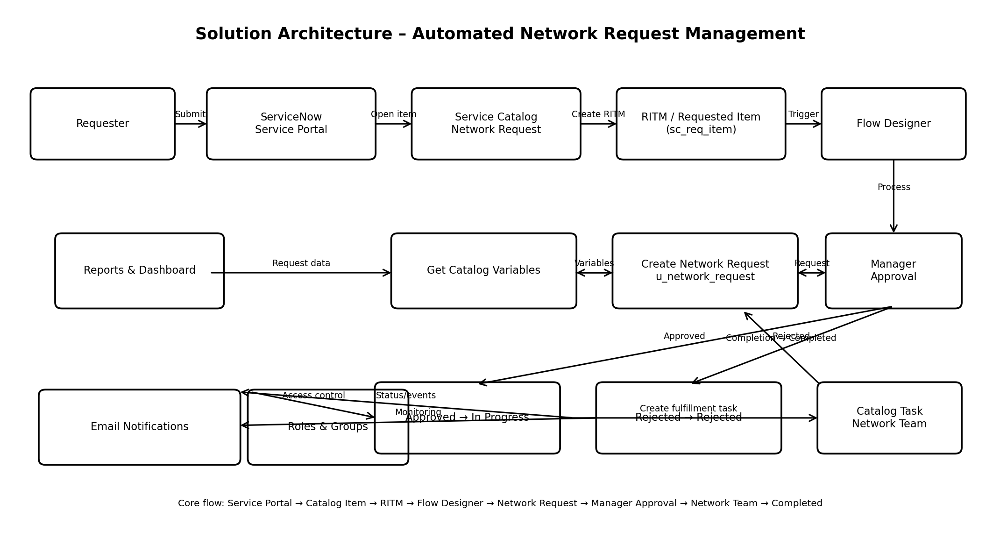 Solution Architecture – Automated Network Request Management
Requester
Submit
ServiceNow
Service Portal
Open item
Service Catalog
Network Request
Create RITM
RITM / Requested Item
(sc_req_item)
Trigger
Flow Designer
Process
Reports & Dashboard
Request data
Get Catalog Variables
Variables
Create Network Request
u_network_request
Request
Manager
Approval
Approved
Completion → Completed
Rejected
Email Notifications
Access control
Roles & Groups
Status/events
Monitoring
Approved → In Progress
Create fulfillment task
Rejected → Rejected
Catalog Task
Network Team
Core flow: Service Portal → Catalog Item → RITM → Flow Designer → Network Request → Manager Approval → Network Team → Completed